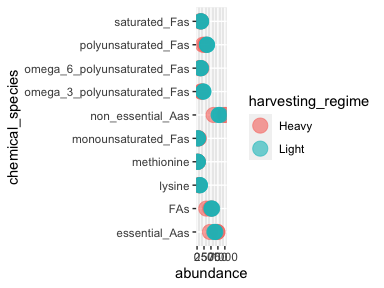 chemical_species
saturated_Fas
polyunsaturated_Fas
omega_6_polyunsaturated_Fas
omega_3_polyunsaturated_Fas
non_essential_Aas
monounsaturated_Fas
methionine
lysine
FAs
essential_Aas
abundance
harvesting_regime
Heavy
Light